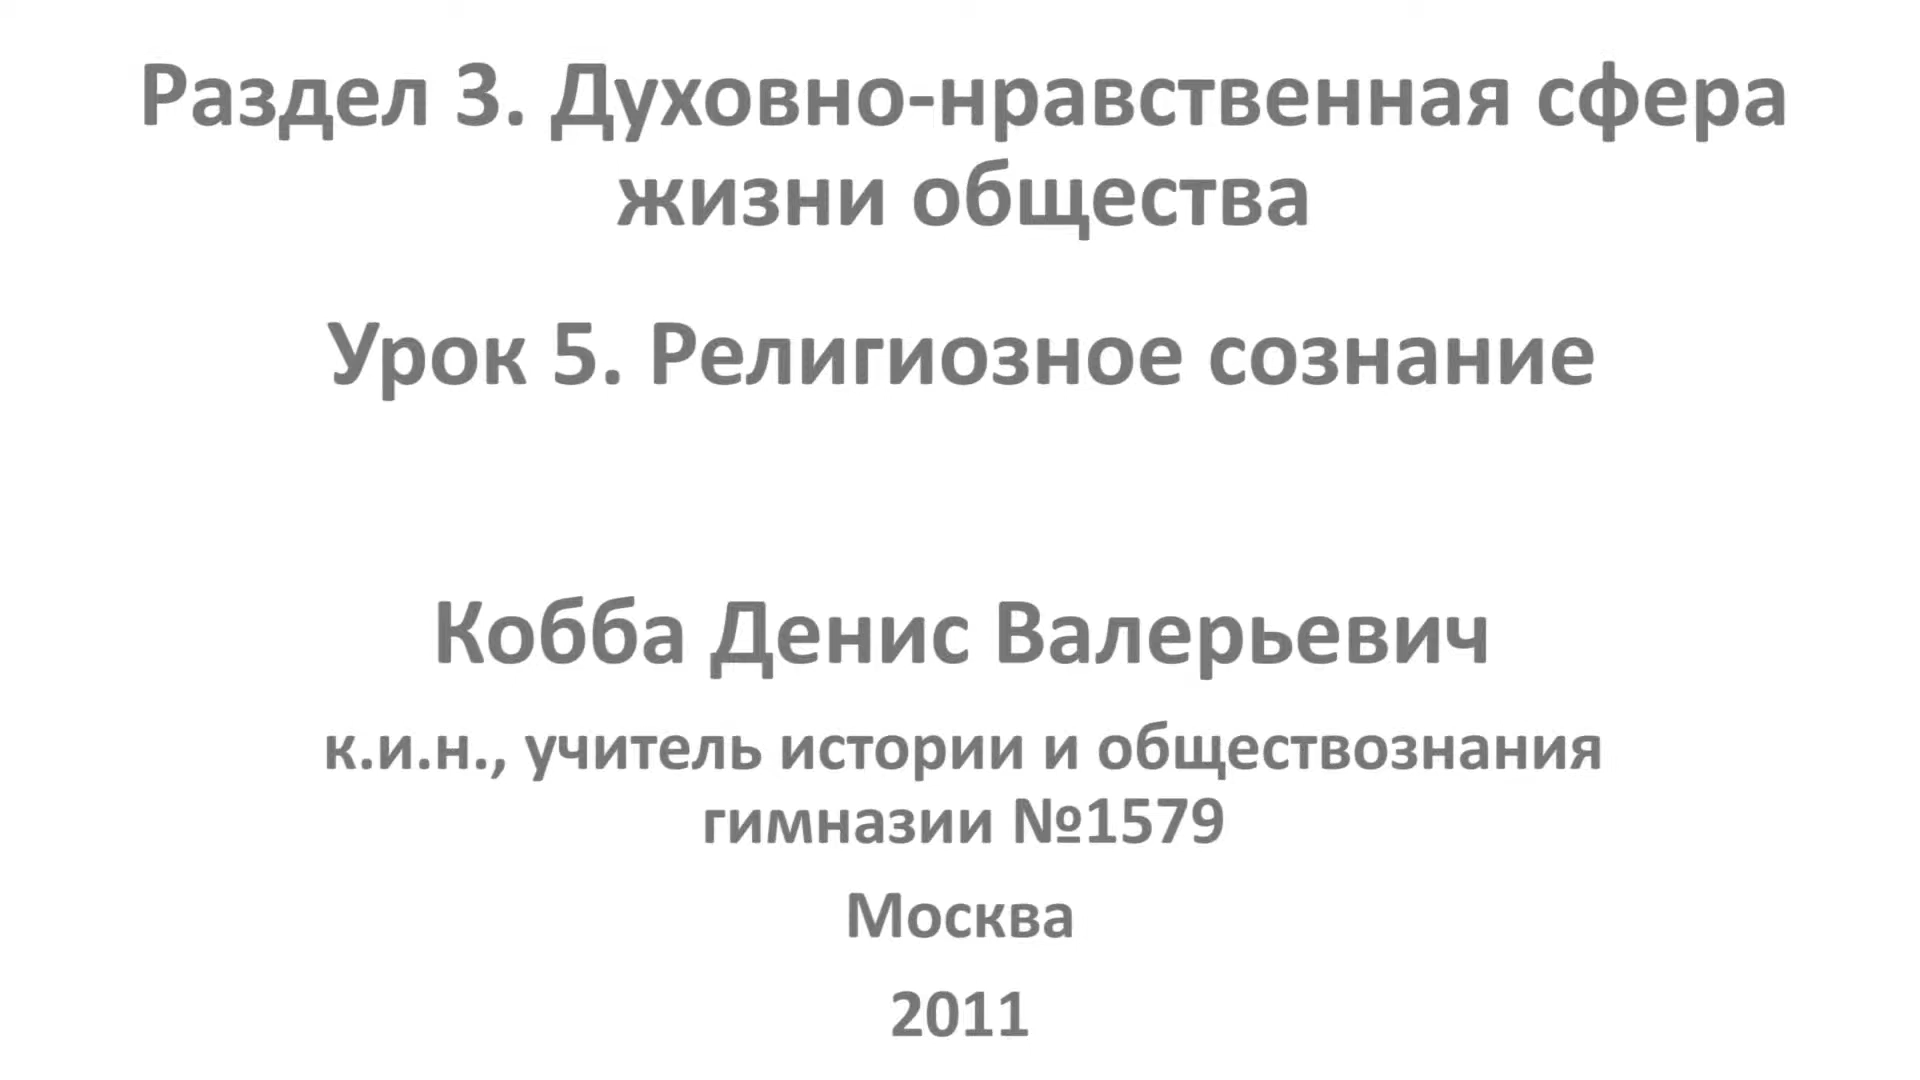 Раздел 3. Духовно-нравственная сфера
жизни общества
Урок 5. Религиозное сознание
Кобба Денис Валерьевич
к.и.н., учитель истории и обществознания
гимназии №1579
Москва
2011